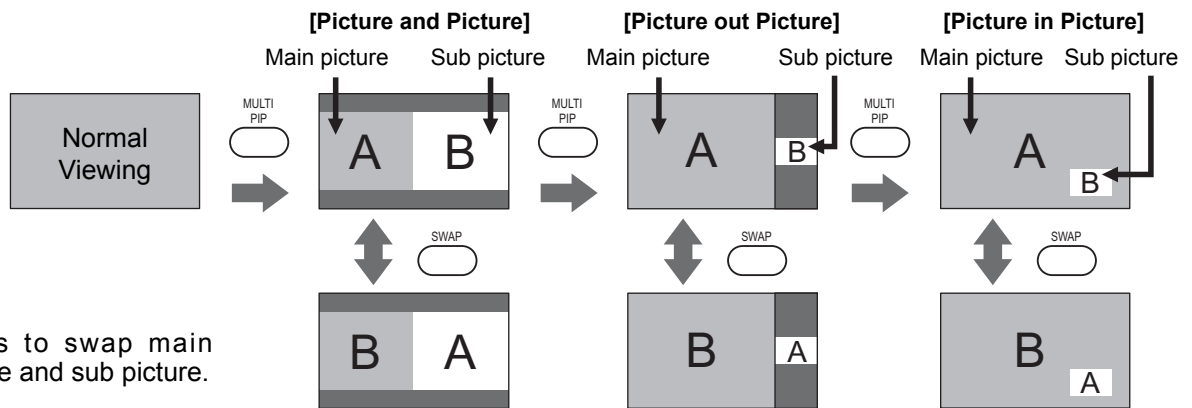 [Picture and Picture]
Main picture
Sub picture
[Picture out Picture]
Main picture
Sub picture
[Picture in Picture]
Main picture
Sub picture
Normal
Viewing
MULTI
PIP
A
B
MULTI
PIP
A
B
MULTI
PIP
A
B
SWAP
SWAP
SWAP
to swap main
and sub picture.
B
A
B
A
B
A